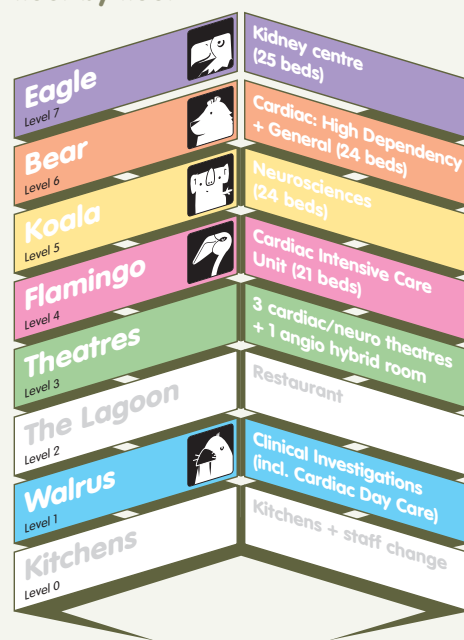 Eagle
Level 7
Kidney centre
(25 beds)
Bear
Level 6
Cardiac: High Dependency
+ General (24 beds)
Koala
Level 5
Neurosciences
(24 beds)
Flamingo
Level 4
Cardiac Intensive Care
Unit (21 beds)
Theatres
Level 3
3 cardiac/neuro theatres
+ 1 angio hybrid room
The Lagoon
Level 2
Restaurant
Walrus
Level 1
Clinical Investigations
(incl. Cardiac Day Care)
Kitchens
Level 0
Kitchens + staff change